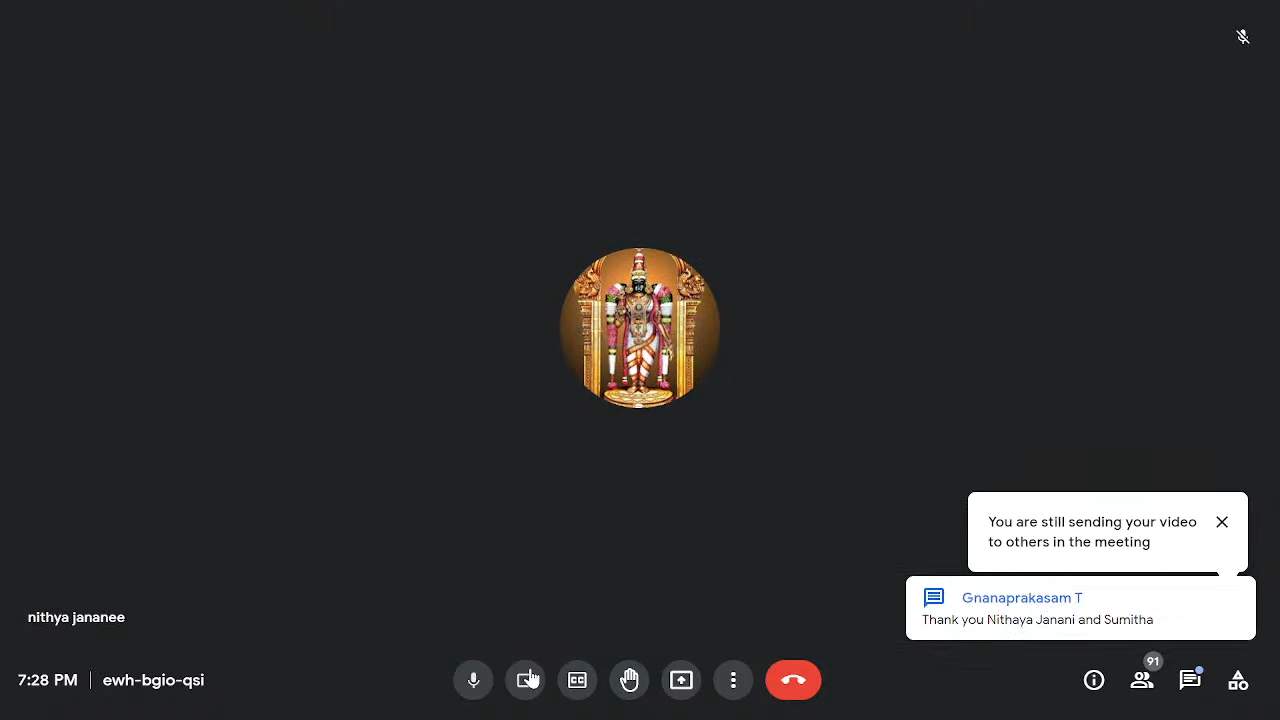 You are still sending your video
to others in the meeting
Gnanaprakasam T
Thank you Nithaya Janani and Sumitha
nithya jananee
7:28 PM
ewh-bgio-qsi
CC
91